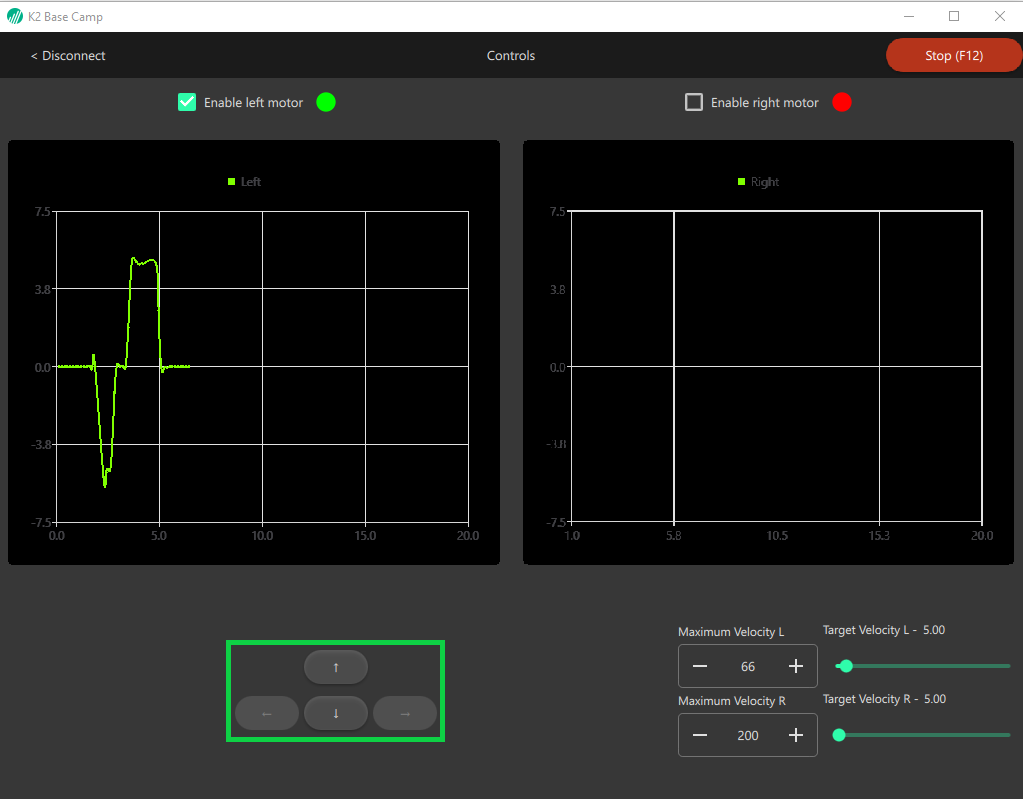 K2 Base Camp
< Disconnect
Controls
Stop (F12)
Enable left motor
Enable right motor
Left
7.5
3.8
0.0
-3.8
-7.5
0.0 5.0 10.0 15.0 20.0
Right
7.5
3.8
0.0
-3.8
-7.5
1.0 5.8 10.5 15.3 20.0
↑
← ↓ →
Maximum Velocity L
Target Velocity L - 5.00
— 66 +
Maximum Velocity R
Target Velocity R - 5.00
— 200 +